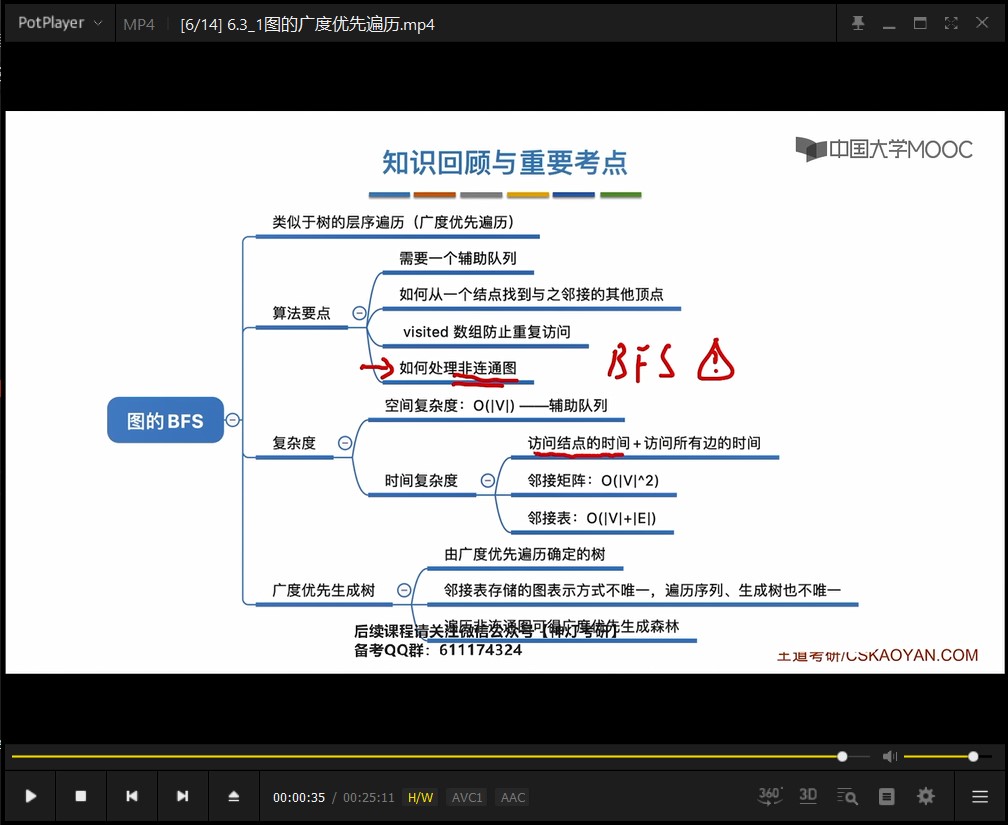 PotPlayer
MP4
[6/14] 6.3_1图的广度优先遍历.mp4
中国大学MOOC
知识回顾与重要考点
类似于树的层序遍历（广度优先遍历）
需要一个辅助队列
如何从一个结点找到与之邻接的其他顶点
算法要点
visited 数组防止重复访问
如何处理非连通图
BFS
图的BFS
空间复杂度：O(|V|) ——辅助队列
复杂度
访问结点的时间+访问所有边的时间
时间复杂度
邻接矩阵：O(|V|^2)
邻接表：O(|V|+|E|)
由广度优先遍历确定的树
广度优先生成树
邻接表存储的图表示方式不唯一，遍历序列、生成树也不唯一
遍历非连通图可得广度优先生成森林
后续课程请关注微信公众号【神灯考研】
备考QQ群：611174324
王道考研/CSKAOYAN.COM
00:00:35 / 00:25:11 H/W AVC1 AAC
360° 3D